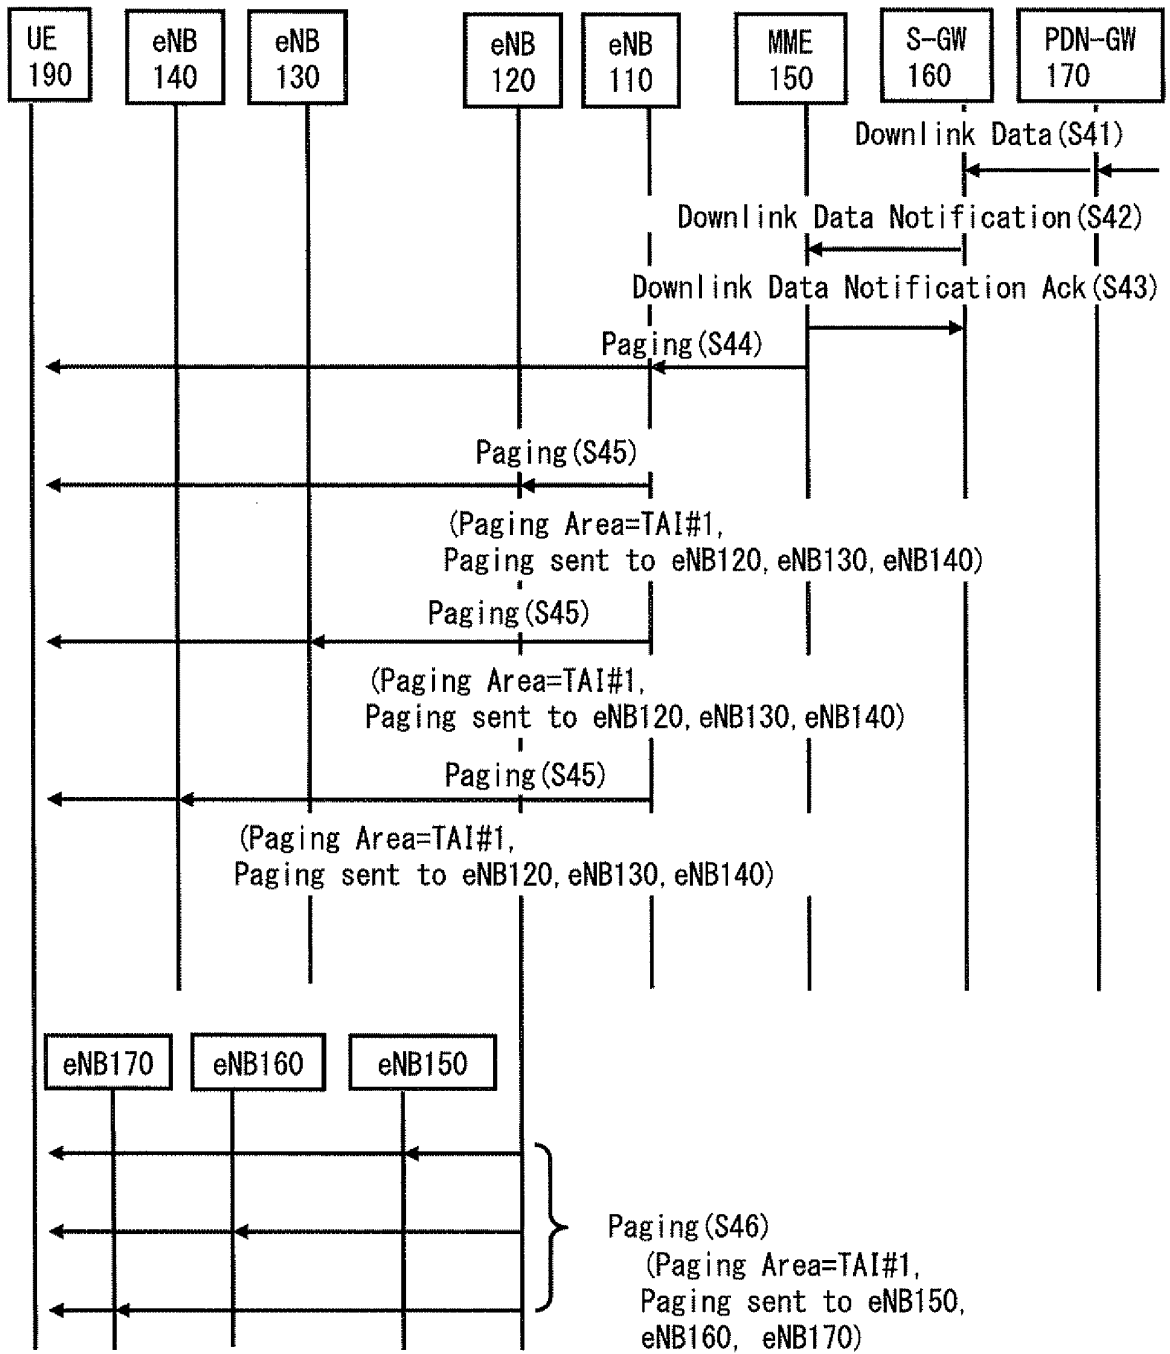 UE
190
eNB
140
eNB
130
eNB
120
eNB
110
MME
150
S-GW
160
PDN-GW
170
Downlink Data(S41)
Downlink Data Notification(S42)
Downlink Data Notification Ack(S43)
Paging(S44)
Paging(S45)
(Paging Area=TAI#1,
Paging sent to eNB120,eNB130,eNB140)
Paging(S45)
(Paging Area=TAI#1,
Paging sent to eNB120,eNB130,eNB140)
Paging(S45)
(Paging Area=TAI#1,
Paging sent to eNB120,eNB130,eNB140)
eNB170
eNB160
eNB150
Paging(S46)
(Paging Area=TAI#1,
Paging sent to eNB150,
eNB160, eNB170)